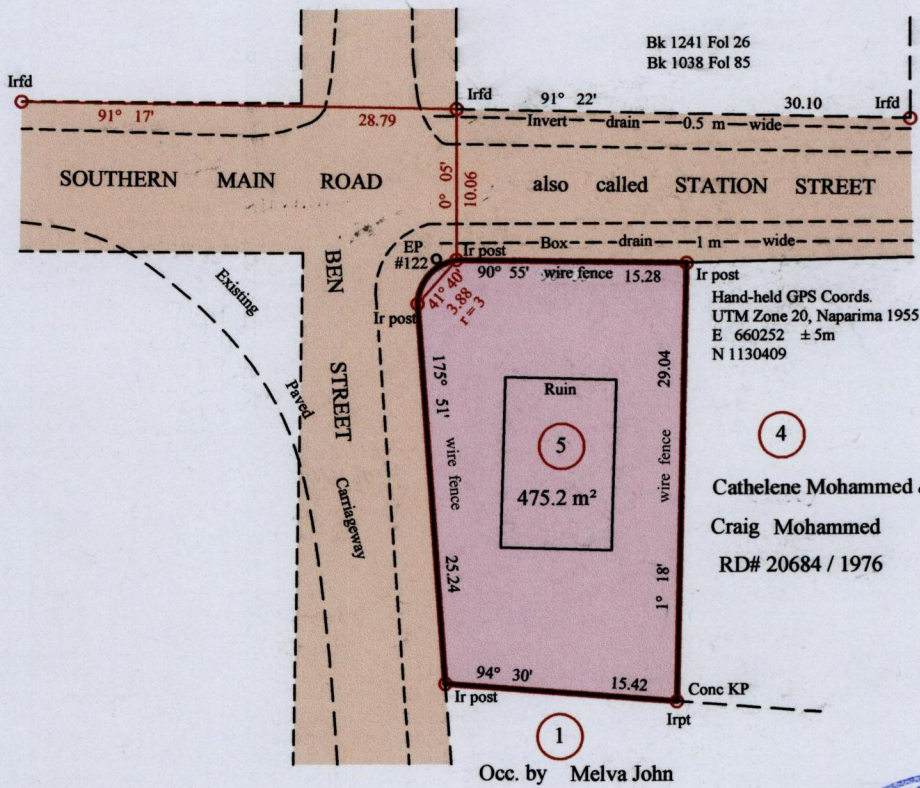 Bk 1241 Fol 26
Bk 1038 Fol 85
Irfd
91° 17'
28.79
Irfd
91° 22'
30.10
Irfd
Invert drain 0.5 m wide
SOUTHERN MAIN ROAD
0° 05'
10.06
also called STATION STREET
EP
#122
Ir post
Box drain 1 m wide
90° 55' wire fence 15.28
Ir post
41° 40'
3.88
r = 3
Ir post
Hand-held GPS Coords.
UTM Zone 20, Naparima 1955
E 660252 ± 5m
N 1130409
BEN STREET
Existing
Paved
Carriageway
175° 51' wire fence 25.24
Ruin
5
475.2 m²
29.04
wire fence
1° 18'
4
Cathelene Mohammed
Craig Mohammed
RD# 20684 / 1976
94° 30'
15.42
Ir post
Conc KP
Irpt
1
Occ. by Melva John